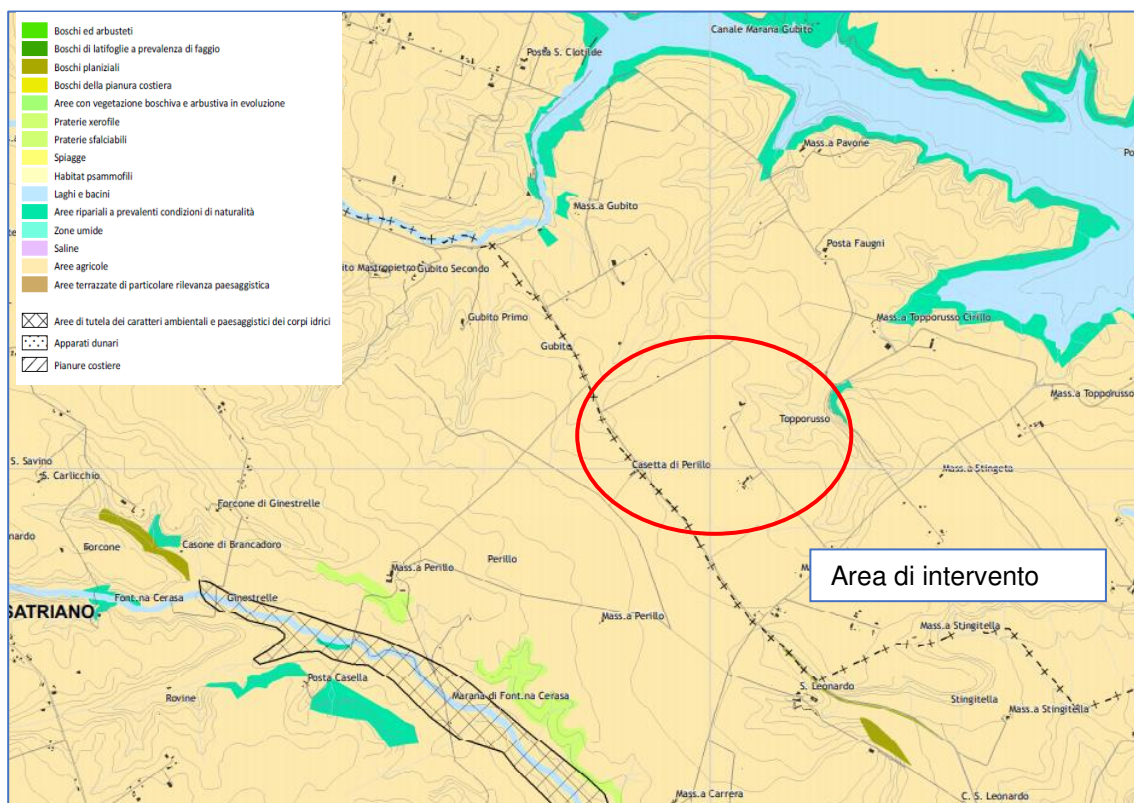 Boschi ed arbusteti
Boschi di latifoglie a prevalenza di faggio
Boschi planiziali
Boschi della pianura costiera
Aree con vegetazione boschiva e arbustiva in evoluzione
Praterie xerofile
Praterie sfalciabili
Spiagge
Habitat psammofili
Laghi e bacini
Aree ripariali a prevalenti condizioni di naturalità
Zone umide
Saline
Aree agricole
Aree terrazzate di particolare rilevanza paesaggistica
Aree di tutela dei caratteri ambientali e paesaggistici dei corpi idrici
Apparati dunari
Pianure costiere
Canale Marana Gubito
Posta S. Clotilde
Mass.a Pavone
Po
Mass.a Gubito
Posta Faugni
ito Mastropietro
Gubito Secondo
Gubito Primo
Mass.a Topporusso Cirillo
Gubito
Mass.a Topporusso
Topporusso
S. Savino
Casetta di Perillo
Mass.a Stingeta
S. Carlicchio
Forcone di Ginestrelle
nardo
Forcone
Casone di Brancadoro
Perillo
Mass.a Perillo
Area di intervento
Font.na Cerasa
Ginestrelle
SATRIANO
Mass.a Perillo
Mass.a Stingitella
Posta Casella
Rovine
Marana di Font.na Cerasa
S. Leonardo
Stingitella
Mass.a Stingitella
Mass.a Carrera
C. S. Leonardo